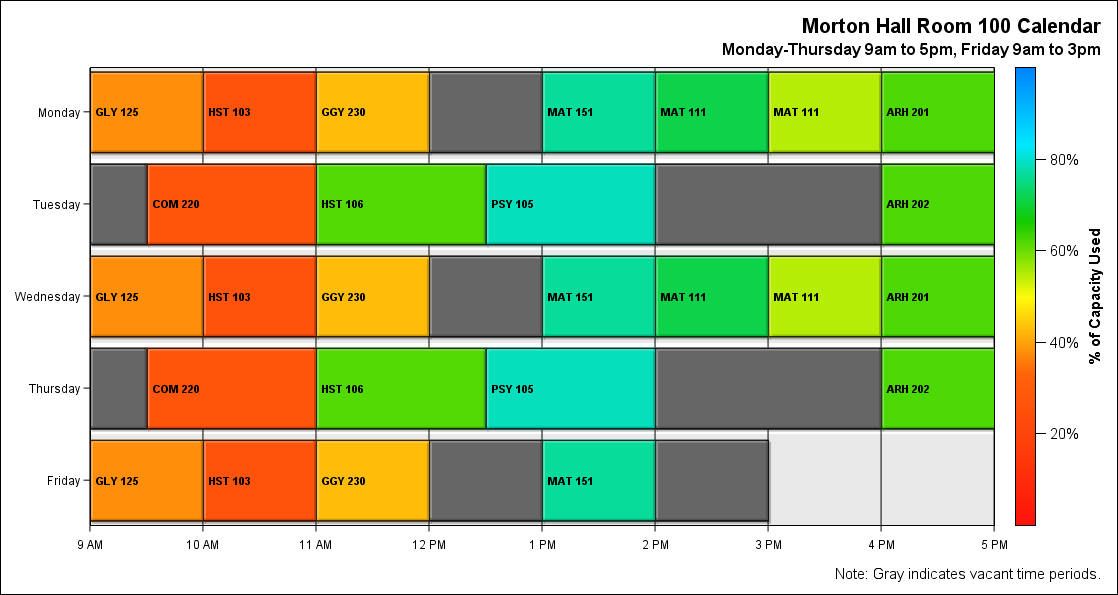 Morton Hall Room 100 Calendar
Monday-Thursday 9am to 5pm, Friday 9am to 3pm
Monday GLY 125 HST 103 GGY 230 MAT 151 MAT 111 MAT 111 ARH 201
Tuesday COM 220 HST 106 PSY 105 ARH 202
Wednesday GLY 125 HST 103 GGY 230 MAT 151 MAT 111 MAT 111 ARH 201
Thursday COM 220 HST 106 PSY 105 ARH 202
Friday GLY 125 HST 103 GGY 230 MAT 151
9 AM 10 AM 11 AM 12 PM 1 PM 2 PM 3 PM 4 PM 5 PM
80%
60%
40%
20%
% of Capacity Used
Note: Gray indicates vacant time periods.